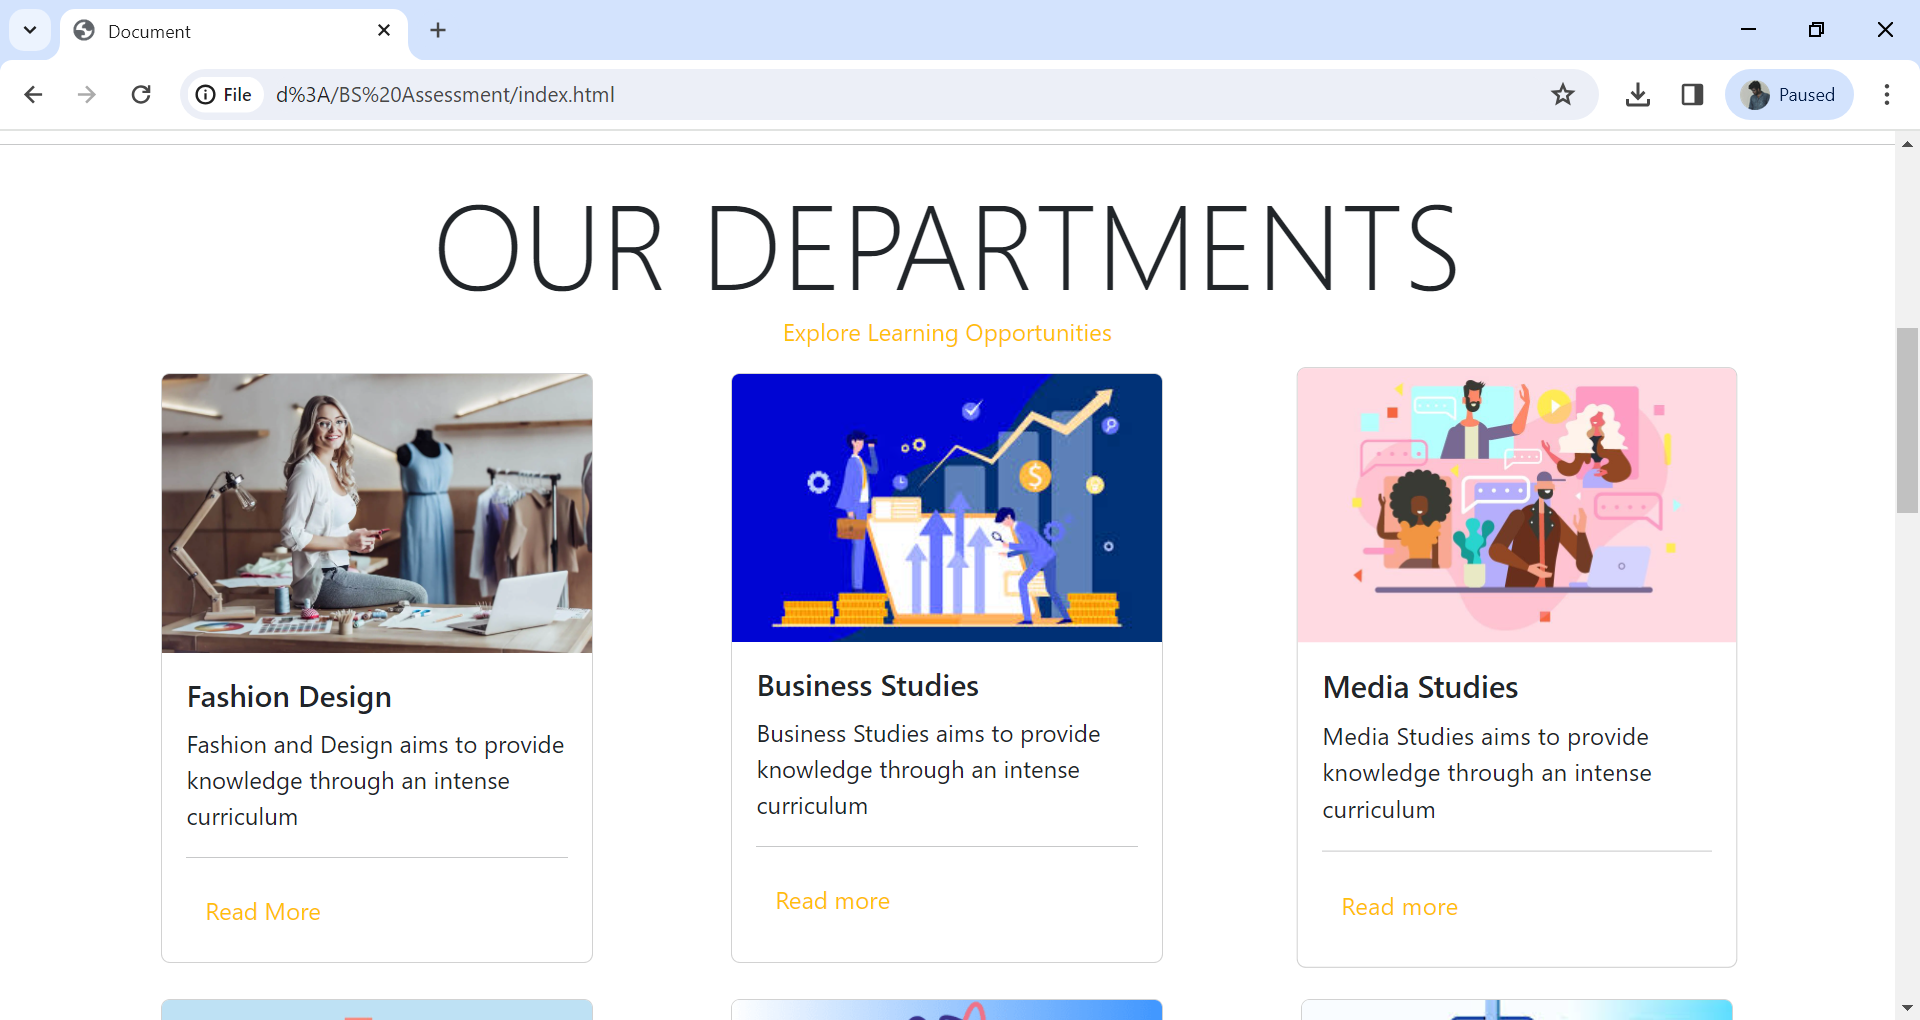 Document
File
d%3A/BS%20Assessment/index.html
Paused
OUR DEPARTMENTS
Explore Learning Opportunities
Fashion Design
Fashion and Design aims to provide
knowledge through an intense
curriculum
Read More
Business Studies
Business Studies aims to provide
knowledge through an intense
curriculum
Read more
Media Studies
Media Studies aims to provide
knowledge through an intense
curriculum
Read more